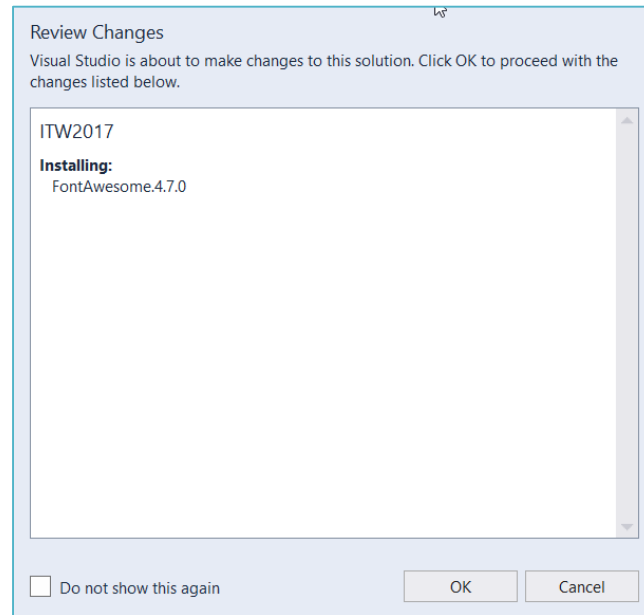 Review Changes
Visual Studio is about to make changes to this solution. Click OK to proceed with the
changes listed below.
ITW2017
Installing:
FontAwesome.4.7.0
Do not show this again
OK
Cancel